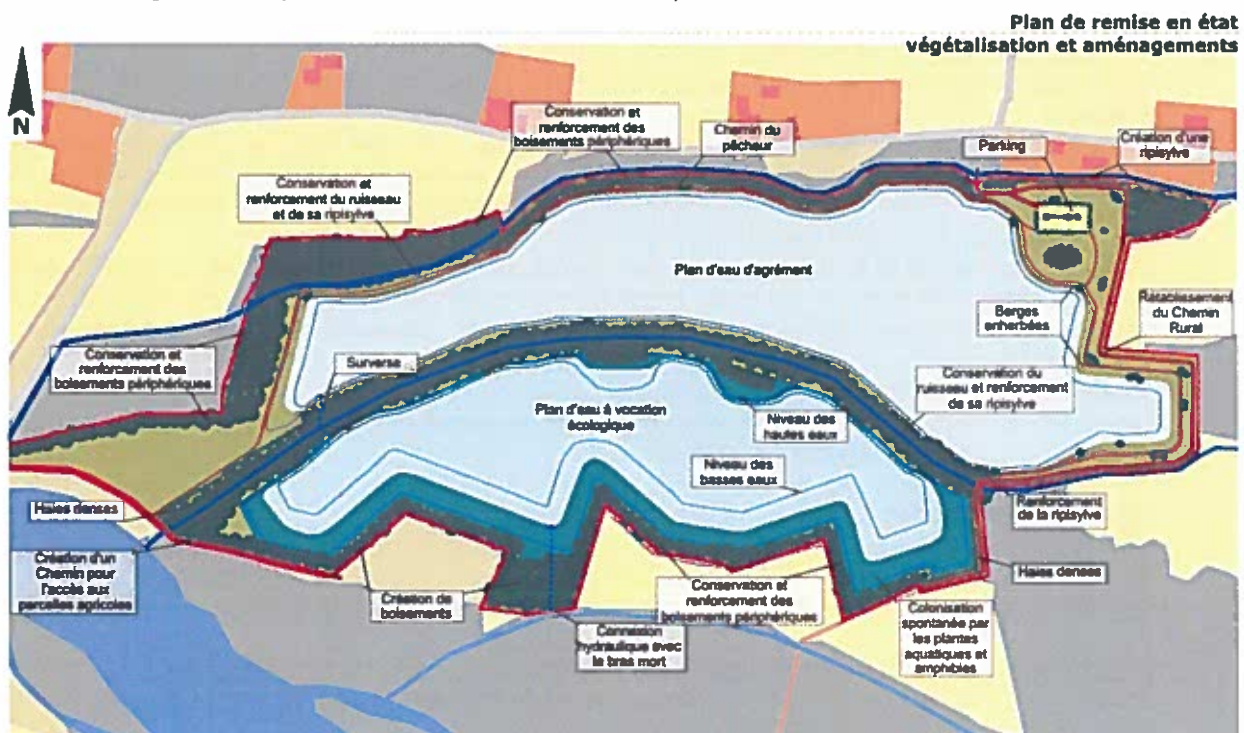 Plan de remise en état
végétalisation et aménagements
N
Conservation et
renforcement des
boisements périphériques
Chemin du
pêcheur
Parking
Création d'une
ripisylve
Conservation et
renforcement du ruisseau
et de sa ripisylve
Plan d'eau d'agrément
Berges
enherbées
Rétablissement
du Chemin
Rural
Conservation et
renforcement des
boisements périphériques
Surverse
Conservation du
ruisseau et renforcement
de sa ripisylve
Plan d'eau à vocation
écologique
Niveau des
hautes eaux
Niveau des
basses eaux
Haies denses
Renforcement
de la ripisylve
Création d'un
Chemin pour
l'accès aux
parcelles agricoles
Création de
boisements
Conservation et
renforcement des
boisements périphériques
Haies denses
Connexion
hydraulique avec
le bras mort
Colonisation
spontanée par
les plantes
aquatiques et
amphibies